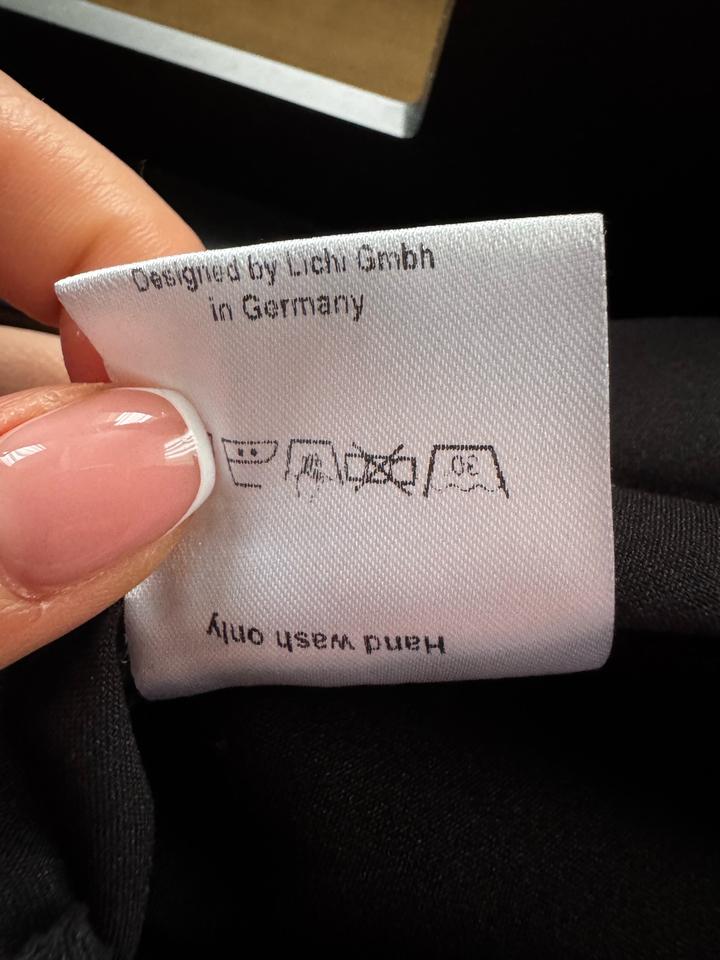 Designed by Lichi Gmbh
in Germany
30
Hand wash only